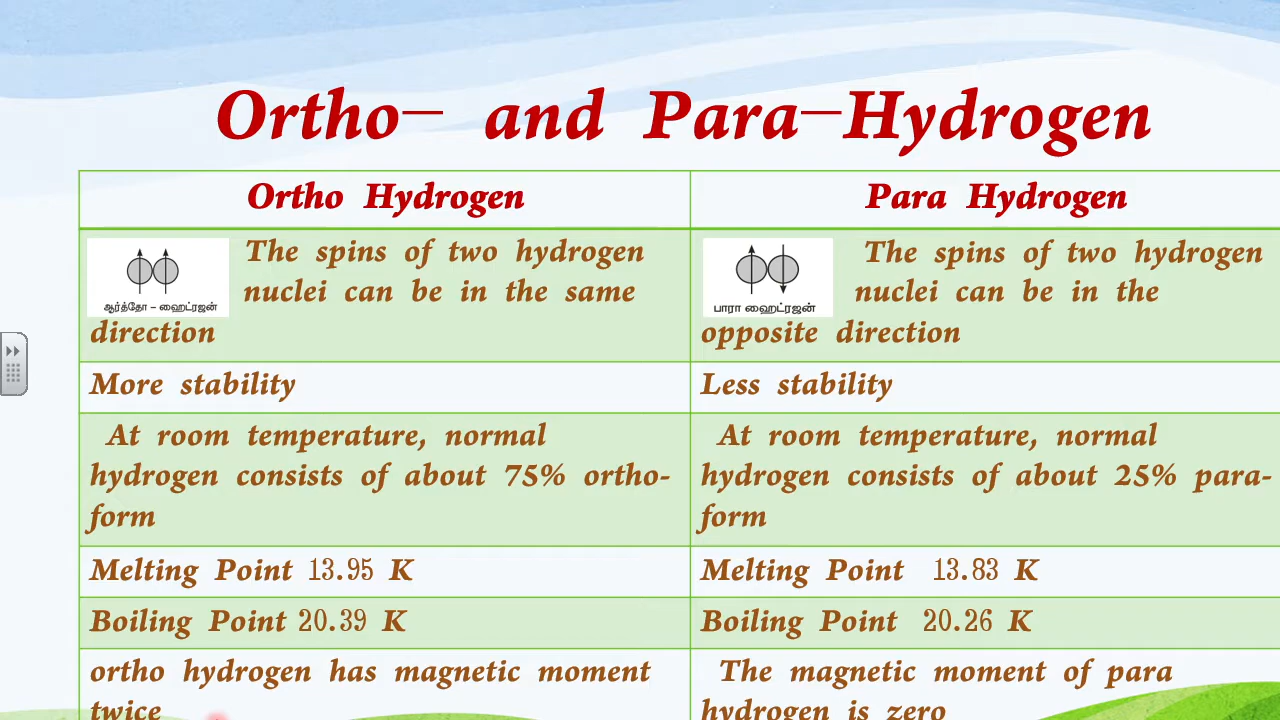 Ortho– and Para–Hydrogen
Ortho Hydrogen
Para Hydrogen
The spins of two hydrogen
nuclei can be in the same
direction
ஆர்த்தோ – ஹைட்ரஜன்
The spins of two hydrogen
nuclei can be in the
opposite direction
பாரா ஹைட்ரஜன்
More stability
Less stability
At room temperature, normal
hydrogen consists of about 75% ortho-
form
At room temperature, normal
hydrogen consists of about 25% para-
form
Melting Point 13.95 K
Melting Point 13.83 K
Boiling Point 20.39 K
Boiling Point 20.26 K
ortho hydrogen has magnetic moment
twice
The magnetic moment of para
hydrogen is zero